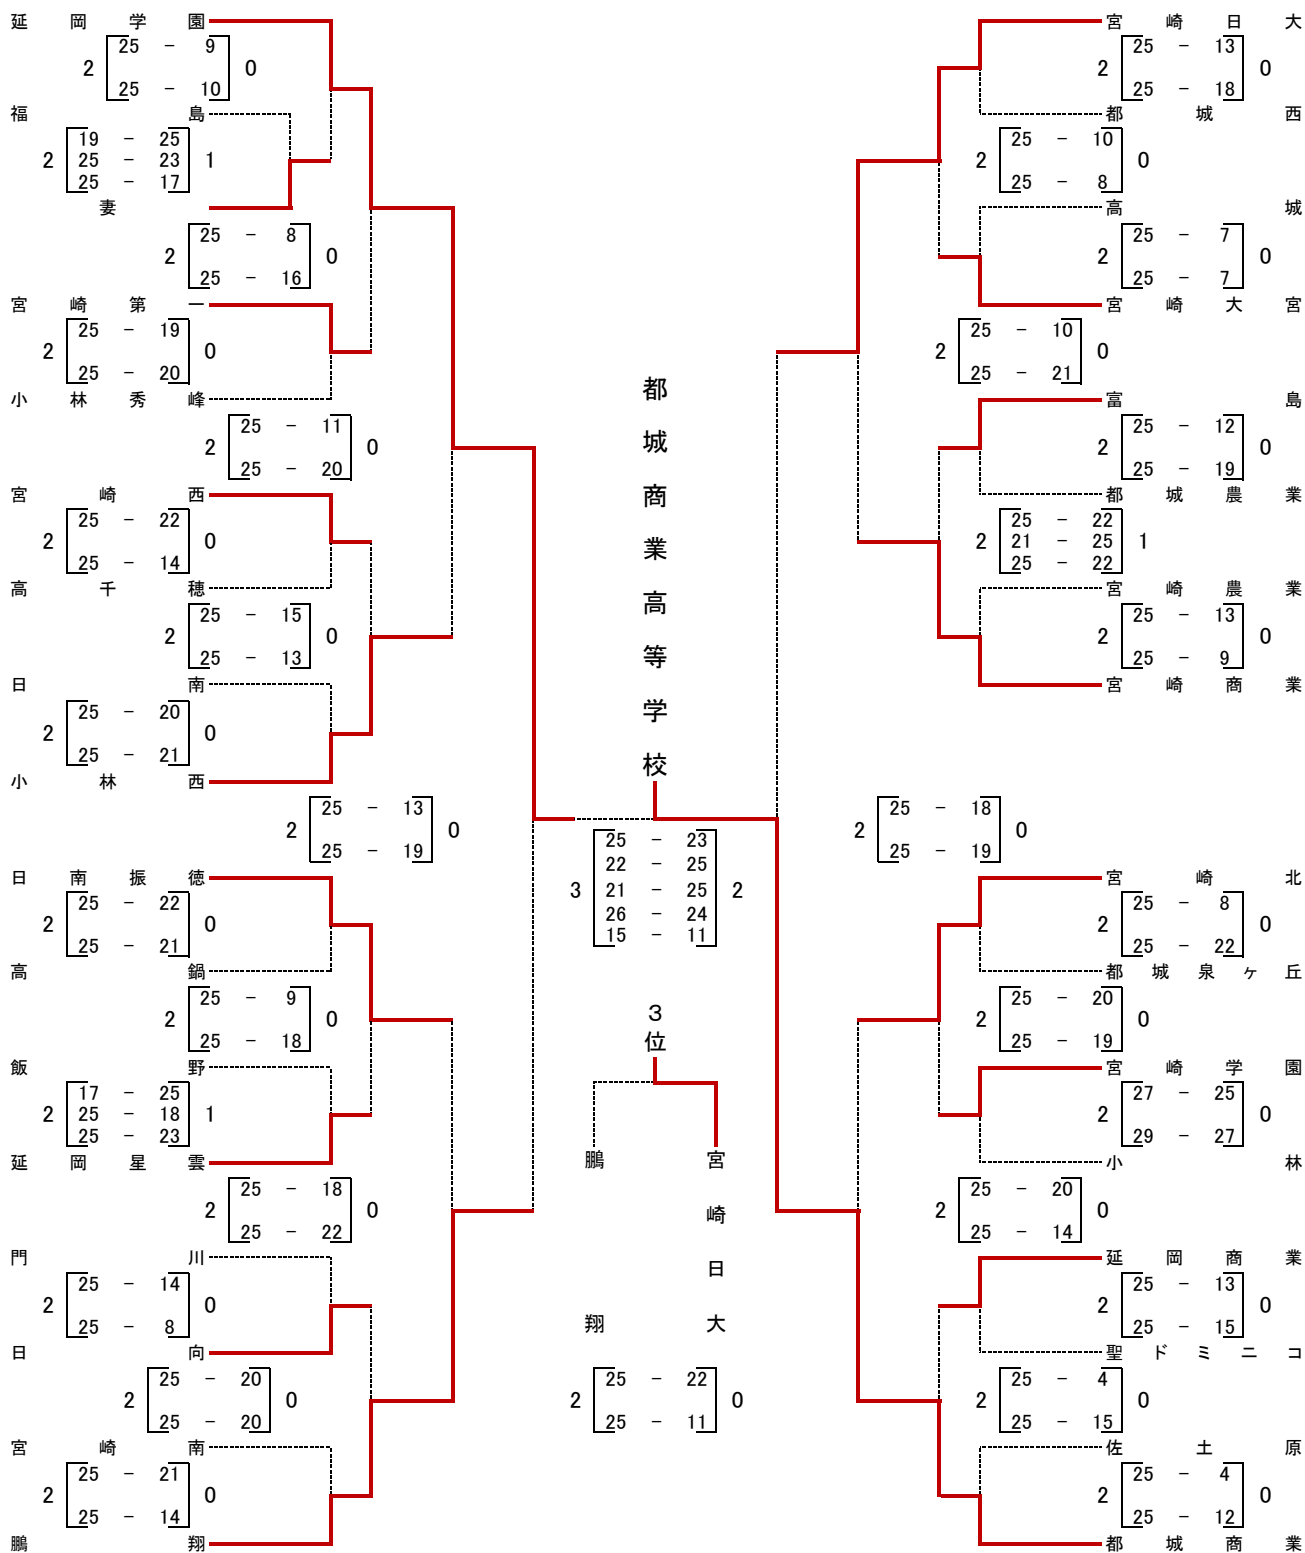 延岡学園
2 25 － 9 0
25 － 10
福島
2 19 － 25 1
25 － 23
25 － 17
妻
2 25 － 8 0
25 － 16
宮崎第一
2 25 － 19 0
25 － 20
小林秀峰
2 25 － 11 0
25 － 20
宮崎西
2 25 － 22 0
25 － 14
高千穂
2 25 － 15 0
25 － 13
日南
2 25 － 20 0
25 － 21
小林西
2 25 － 13 0
25 － 19
日南振徳
2 25 － 22 0
25 － 21
高鍋
2 25 － 9 0
25 － 18
飯野
2 17 － 25 1
25 － 18
25 － 23
延岡星雲
2 25 － 18 0
25 － 22
門川
2 25 － 14 0
25 － 8
日向
2 25 － 20 0
25 － 20
宮崎南
2 25 － 21 0
25 － 14
鵬翔
都城商業高等学校
25 － 23
22 － 25
3 21 － 25 2
26 － 24
15 － 11
３位
鵬翔
宮崎日大
2 25 － 22 0
25 － 11
宮崎日大
2 25 － 13 0
25 － 18
都城西
2 25 － 10 0
25 － 8
高城
2 25 － 7 0
25 － 7
宮崎大宮
2 25 － 10 0
25 － 21
富島
2 25 － 12 0
25 － 19
都城農業
2 25 － 22 1
21 － 25
25 － 22
宮崎農業
2 25 － 13 0
25 － 9
宮崎商業
2 25 － 18 0
25 － 19
宮崎北
2 25 － 8 0
25 － 22
都城泉ヶ丘
2 25 － 20 0
25 － 19
宮崎学園
2 27 － 25 0
29 － 27
小林
2 25 － 20 0
25 － 14
延岡商業
2 25 － 13 0
25 － 15
聖ドミニコ
2 25 － 4 0
25 － 15
佐土原
2 25 － 4 0
25 － 12
都城商業